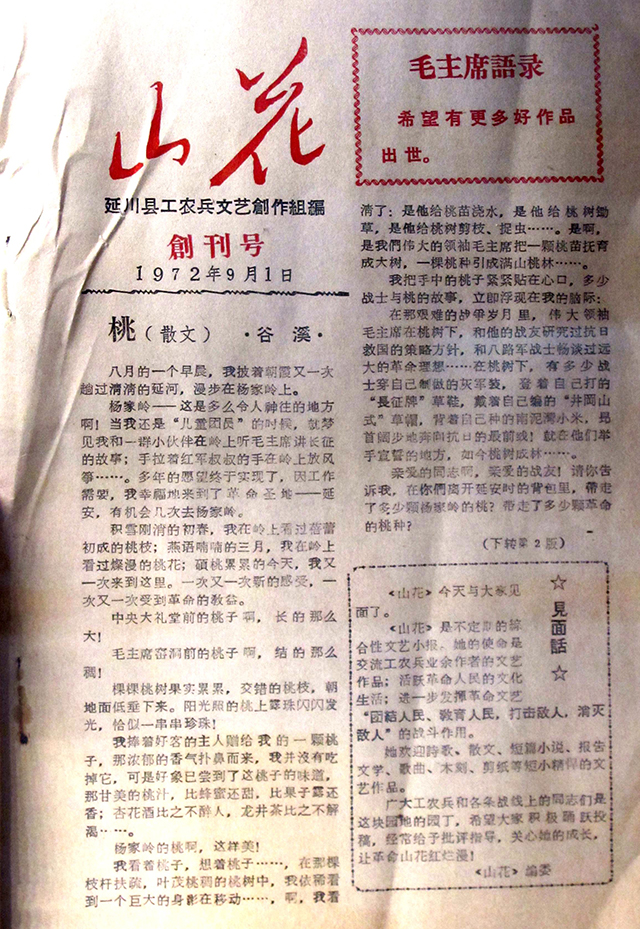 山花
延川县工农兵文艺創作組編
創刊号
1972年9月1日
毛主席語录
希望有更多好作品
出世。
桃（散文） ·谷溪·
八月的一个早晨，我披着朝霞又一次
趟过清清的延河，漫步在杨家岭上。
杨家岭——这是多么令人神往的地方
啊！当我还是“儿童团员”的时候，就梦
见我和一群小伙伴在岭上听毛主席讲长征
的故事；手拉着红军叔叔的手在岭上放风
筝……。多年的愿望终于实现了，因工作
需要，我幸福地来到了革命圣地——延
安，有机会几次去杨家岭。
积雪刚消的初春，我在岭上看过蓓蕾
初成的桃枝；燕语喃喃的三月，我在岭上
看过燦漫的桃花；碩桃累累的今天，我又
一次来到这里。一次又一次新的感受，一
次又一次受到革命的教益。
中央大礼堂前的桃子啊，长的那么
大！
毛主席窑洞前的桃子啊，结的那么
稠！
棵棵桃树果实累累，交错的桃枝，朝
地面低垂下来。阳光照的桃上露珠闪闪发
光，恰似一串串珍珠！
我捧着好客的主人赠给我的一颗桃
子，那浓郁的香气扑鼻而来，我并没有吃
掉它，可是好象已尝到了这桃子的味道，
那甘美的桃汁，比蜂蜜还甜，比果子露还
香；杏花酒比之不醉人，龙井茶比之不解
渴……。
杨家岭的桃啊，这样美！
我看着桃子，想着桃子……，在那棵
枝杆扶疏，叶茂桃稠的桃树中，我依稀看
到一个巨大的身影在移动……，啊，我看
清了：是他给桃苗浇水，是他给桃树锄
草，是他给桃树剪枝、捉虫……。是啊，
是我們伟大的領袖毛主席把一颗桃苗抚育
成大树，一棵桃种引成满山桃林……。
我把手中的桃子紧紧贴在心口，多少
战士与桃的故事，立即浮现在我的脑际：
在那艰难的战争岁月里，伟大領袖
毛主席在桃树下，和他的战友研究过抗日
救国的策略方針，和八路军战士畅谈过远
大的革命理想……在桃树下，有多少战
士穿自己制做的灰军装，登着自己打的
“長征牌”草鞋，戴着自己編的“井岡山
式”草帽，背着自己种的南泥灣小米，昂
首阔步地奔向抗日的最前线！就在他们举
手宣誓的地方，如今桃树成林……。
亲爱的同志啊，亲爱的战友！请你告
诉我，在你們离开延安时的背包里，帶走
了多少颗杨家岭的桃？帶走了多少颗革命
的桃种？
（下转第2版）
☆見面話☆
《山花》今天与大家见
面了。
《山花》是不定期的綜
合性文艺小报。她的使命是
交流工农兵业余作者的文艺
作品；活跃革命人民的文化
生活；进一步发揮革命文艺
“团結人民、敎育人民，打击敌人，消灭
敌人”的战斗作用。
她欢迎詩歌、散文、短篇小说、报告
文学、歌曲、木刻、剪纸等短小精悍的文
艺作品。
广大工农兵和各条战线上的同志们是
这块园地的园丁，希望大家积极踊跃投
稿，经常给予批评指导，关心她的成长，
让革命山花红烂漫！
《山花》編委